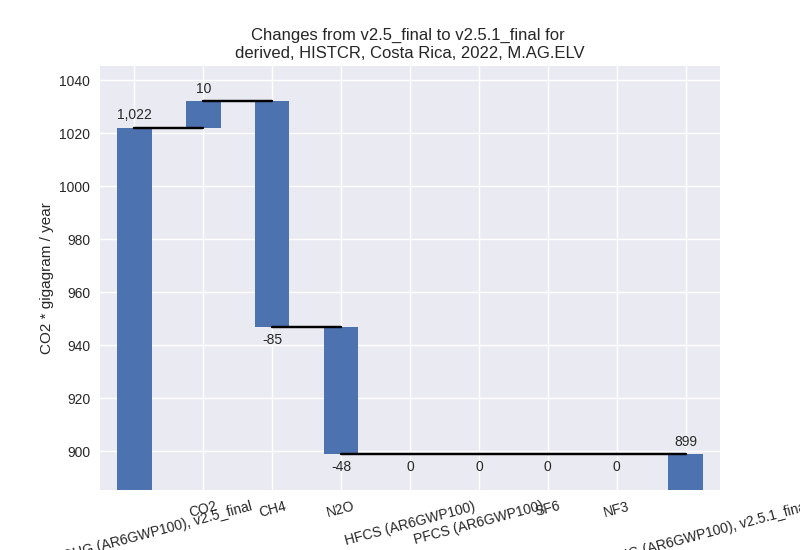 Changes from v2.5_final to v2.5.1_final for
derived, HISTCR, Costa Rica, 2022, M.AG.ELV
CO2 * gigagram / year
1040
1020
1000
980
960
940
920
900
1,022
10
-85
-48
0
0
0
0
899
(AR6GWP100), v2.5_final
CO2
CH4
N2O
HFCS (AR6GWP100)
PFCS (AR6GWP100)
SF6
NF3
(AR6GWP100), v2.5.1_final